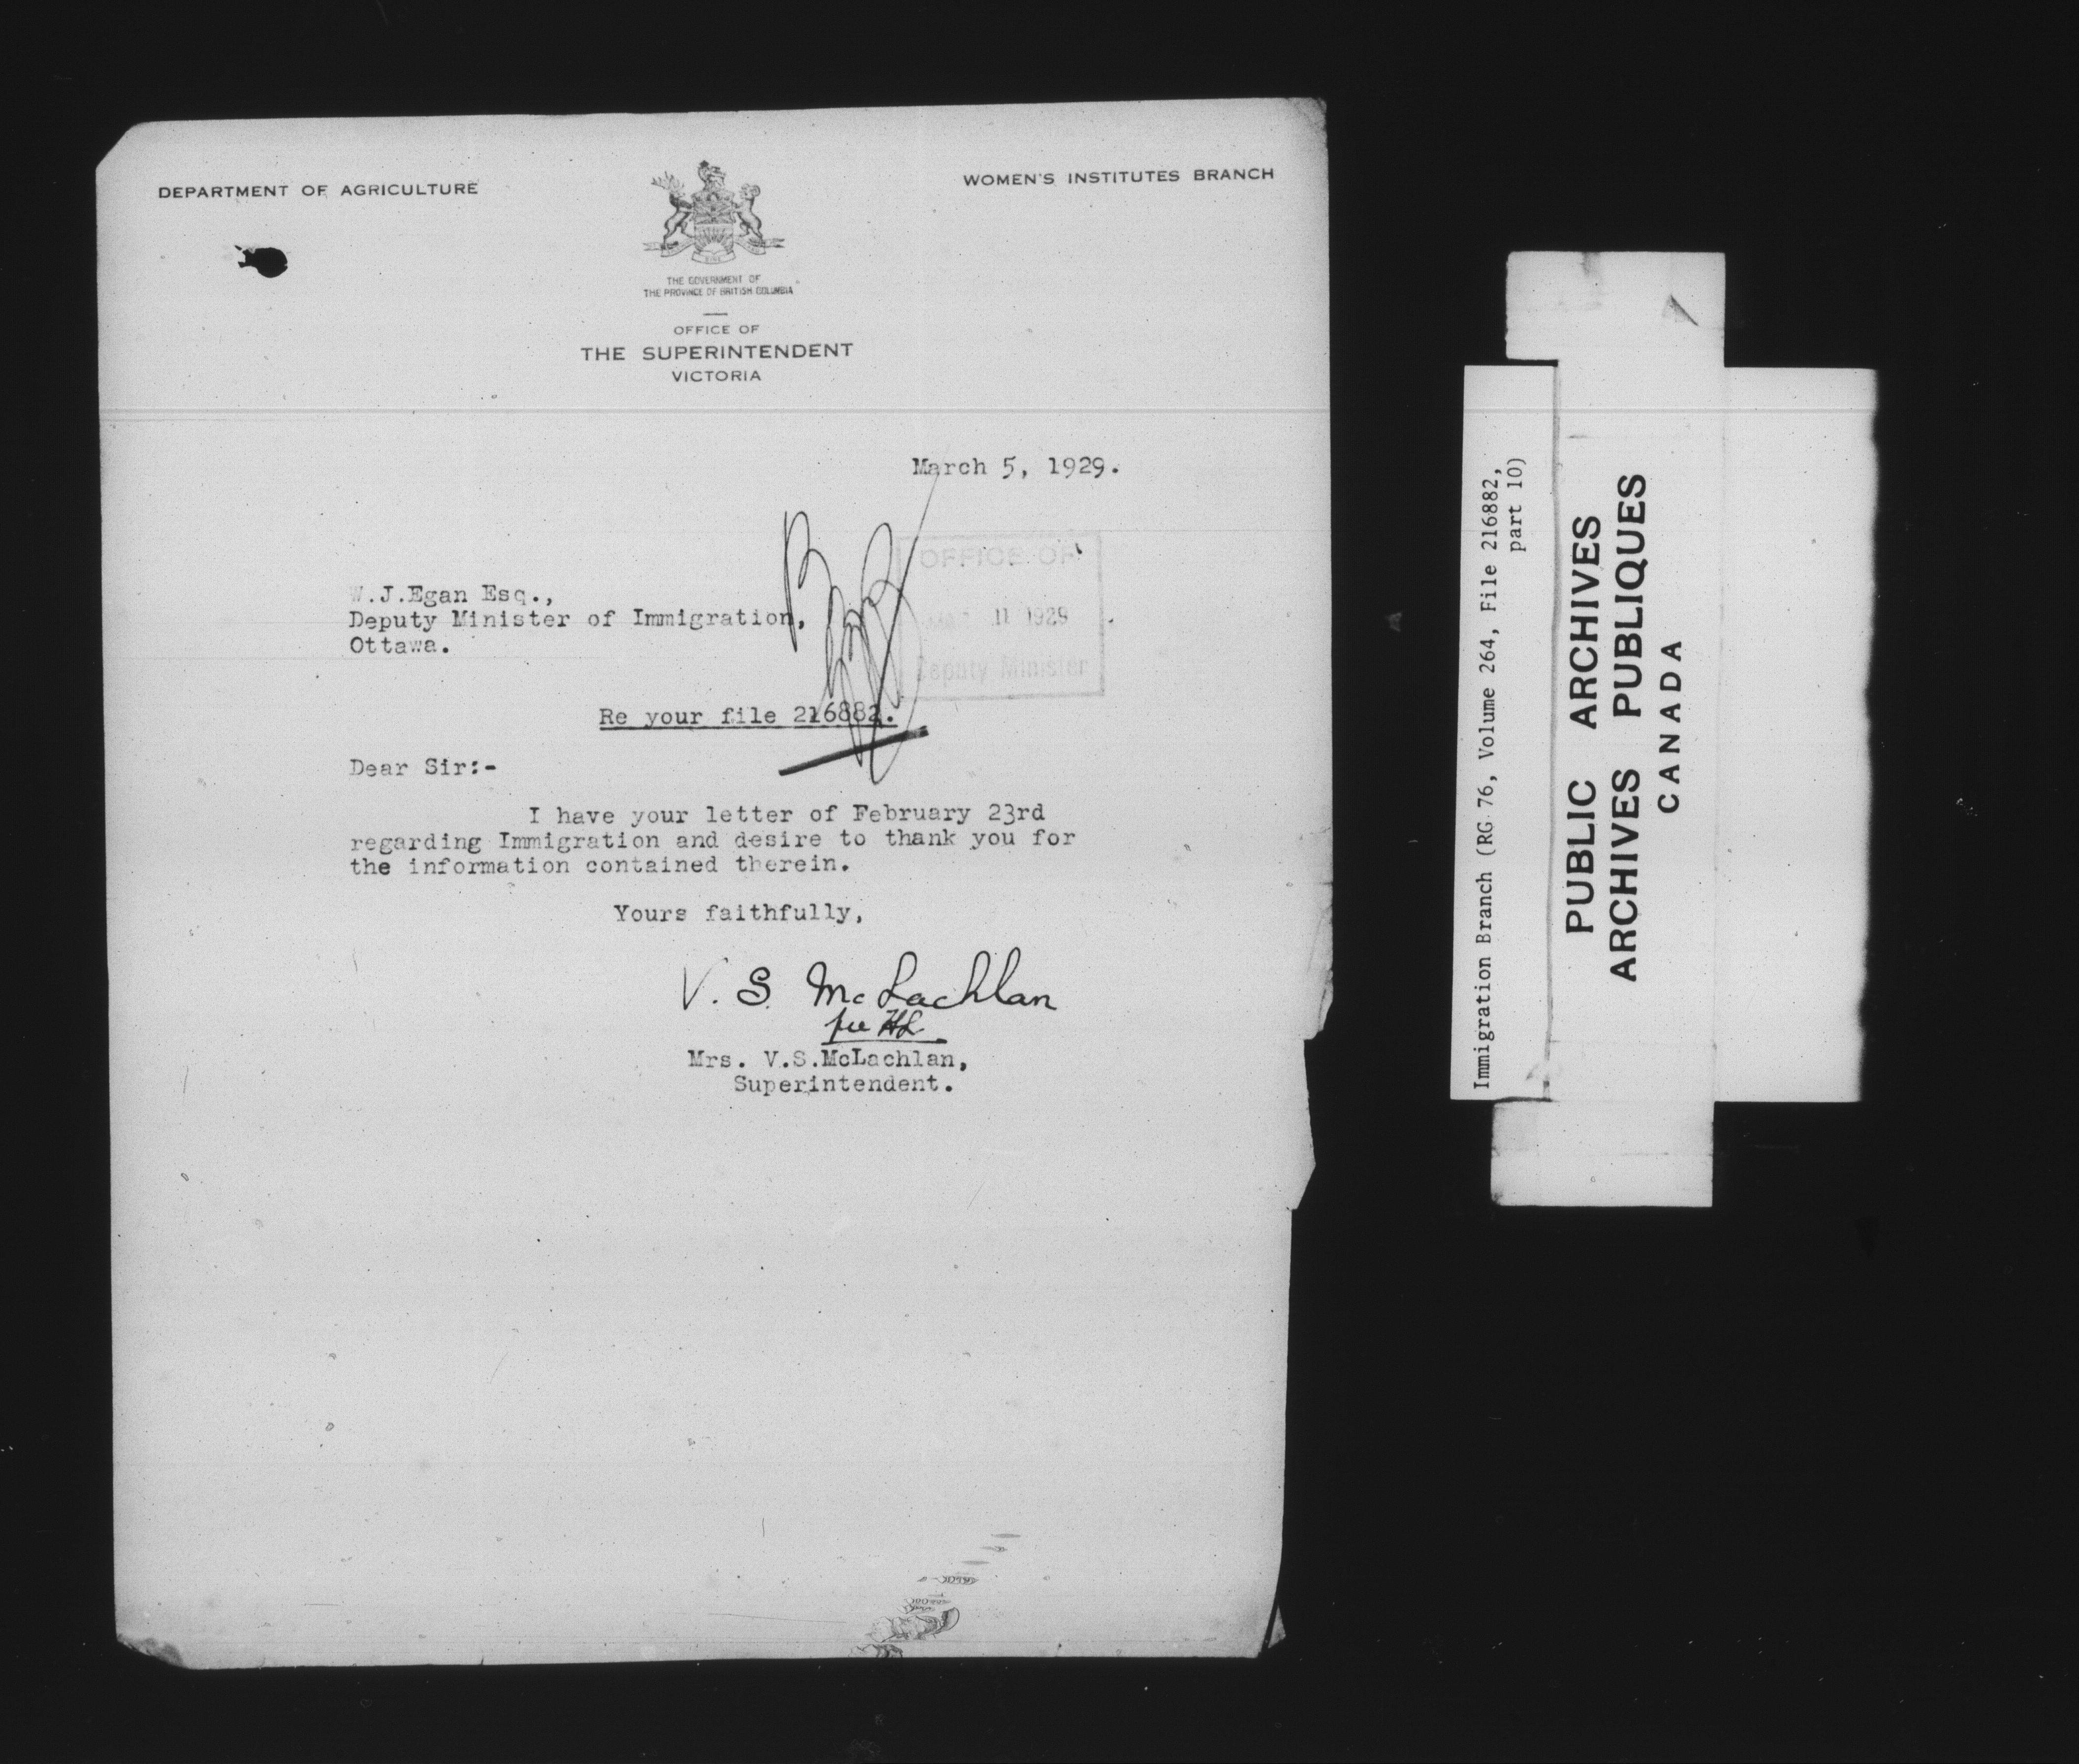 DEPARTMENT OF AGRICULTURE
WOMEN'S INSTITUTES BRANCH
THE GOVERNMENT OF
THE PROVINCE OF BRITISH COLUMBIA
OFFICE OF
THE SUPERINTENDENT
VICTORIA
March 5, 1929.
OFFICE OF
MAR 11 1929
Deputy Minister
W.J.Egan Esq.,
Deputy Minister of Immigration,
Ottawa.
Re your file 216882.
Dear Sir:-
I have your letter of February 23rd
regarding Immigration and desire to thank you for
the information contained therein.
Yours faithfully,
V. S. McLachlan
per
Mrs. V.S.McLachlan,
Superintendent.
Immigration Branch (RG 76, Volume 264, File 216882,
part 10)
PUBLIC ARCHIVES
ARCHIVES PUBLIQUES
CANADA